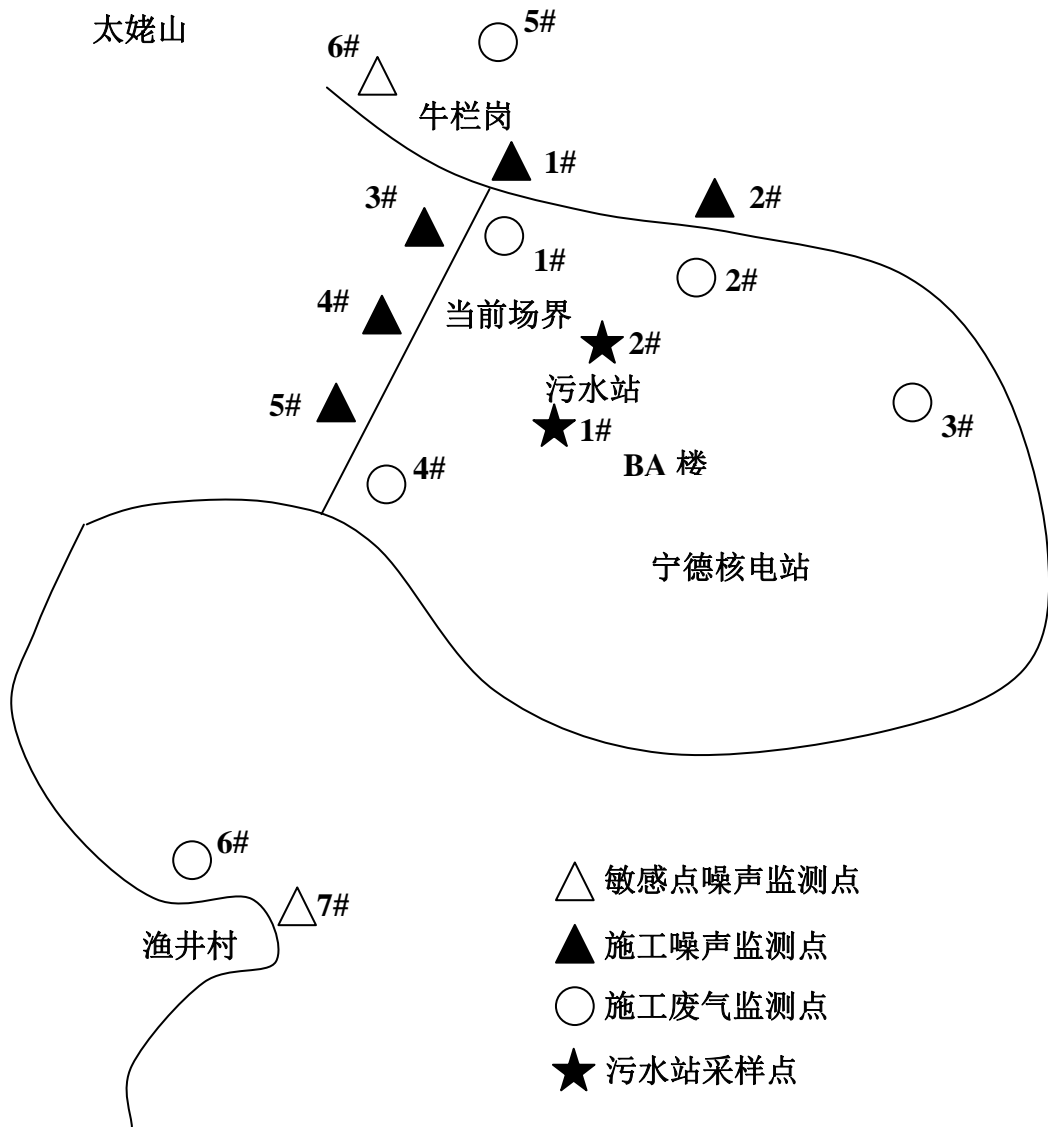 太姥山
5#
6#
牛栏岗
1#
2#
3#
1#
2#
4#
当前场界
2#
污水站
5#
1#
3#
BA 楼
4#
宁德核电站
6#
敏感点噪声监测点
7#
渔井村
施工噪声监测点
施工废气监测点
污水站采样点